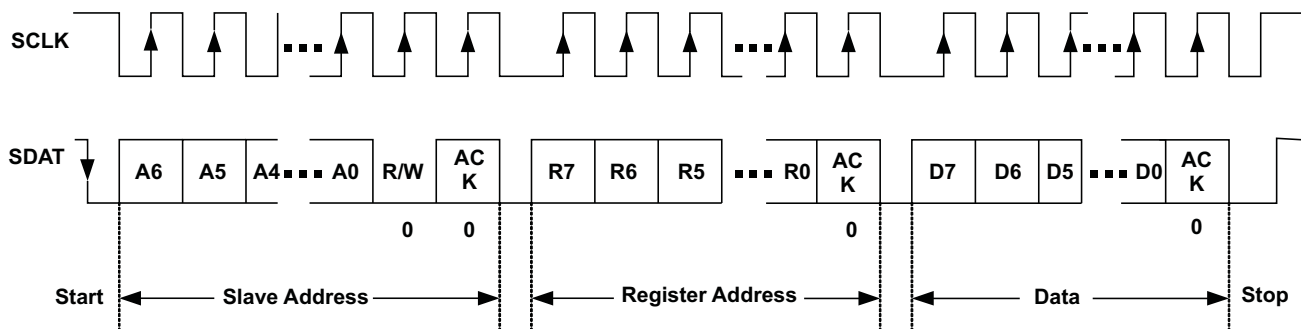 SCLK
SDAT
A6 A5 A4 A0 R/W AC K R7 R6 R5 R0 AC K D7 D6 D5 D0 AC K
0 0 0 0
Start Slave Address Register Address Data Stop